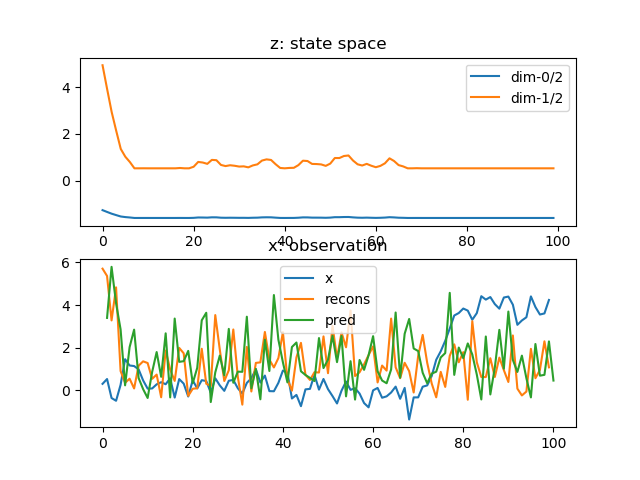 z: state space
4
2
0
dim-0/2
dim-1/2
0 20 40 60 80 100
x: observation
6
4
2
0
x
recons
pred
0 20 40 60 80 100